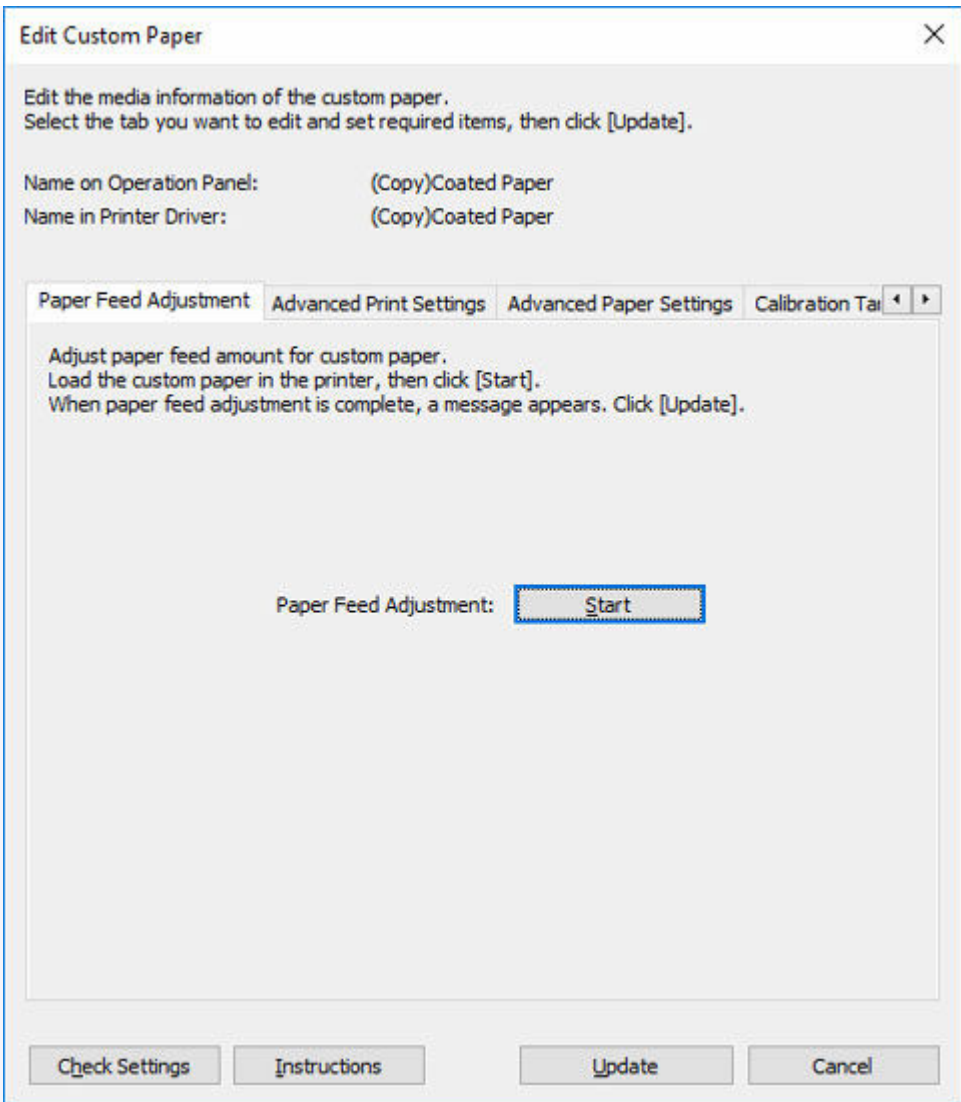 Edit Custom Paper
Edit the media information of the custom paper.
Select the tab you want to edit and set required items, then click [Update].
Name on Operation Panel: (Copy)Coated Paper
Name in Printer Driver: (Copy)Coated Paper
Paper Feed Adjustment Advanced Print Settings Advanced Paper Settings Calibration Tar
Adjust paper feed amount for custom paper.
Load the custom paper in the printer, then click [Start].
When paper feed adjustment is complete, a message appears. Click [Update].
Paper Feed Adjustment: Start
Check Settings Instructions Update Cancel